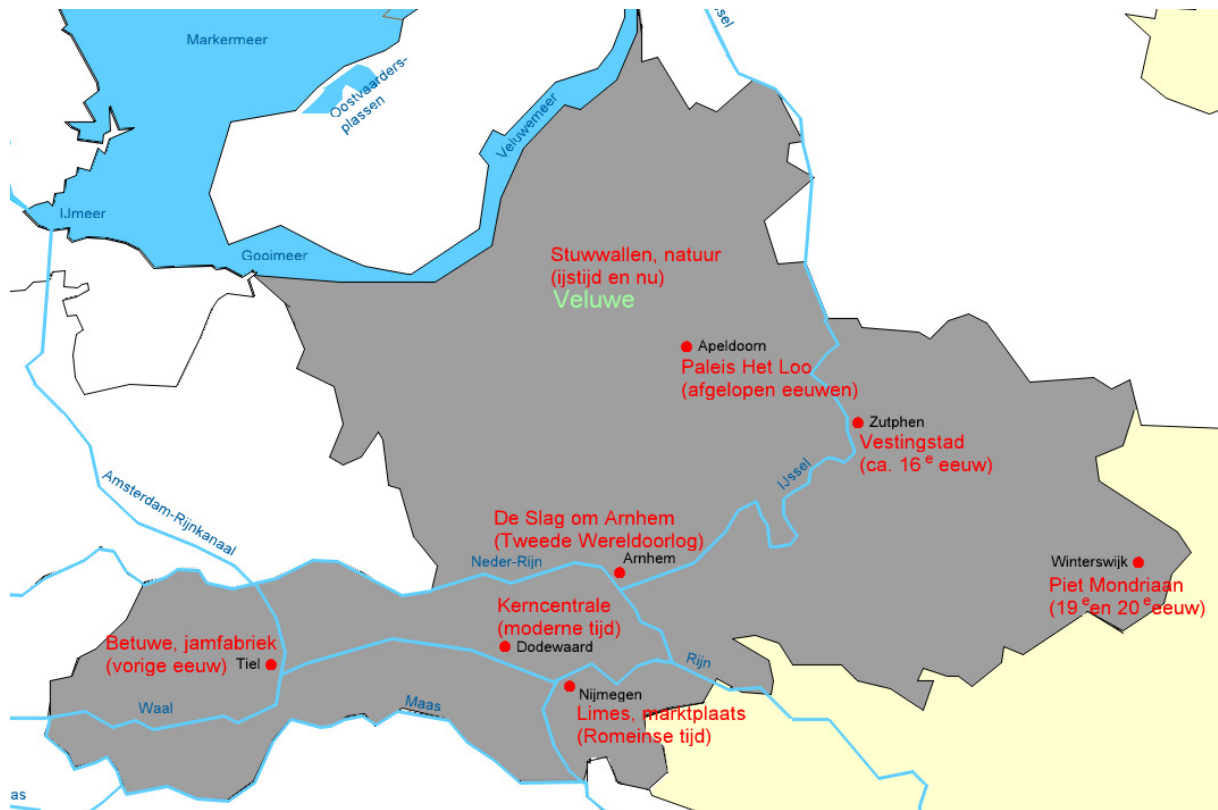 Markermeer
Oostvaarders-
plassen
Veluwemeer
IJssel
IJmeer
Gooimeer
Stuwwallen, natuur
(ijstijd en nu)
Veluwe
Apeldoorn
Paleis Het Loo
(afgelopen eeuwen)
Zutphen
Vestingstad
(ca. 16 e eeuw)
IJssel
Amsterdam-Rijnkanaal
De Slag om Arnhem
(Tweede Wereldoorlog)
Arnhem
Neder-Rijn
Winterswijk
Piet Mondriaan
(19 e en 20 e eeuw)
Kerncentrale
(moderne tijd)
Dodewaard
Betuwe, jamfabriek
(vorige eeuw)
Tiel
Rijn
Waal
Maas
Nijmegen
Limes, marktplaats
(Romeinse tijd)
as